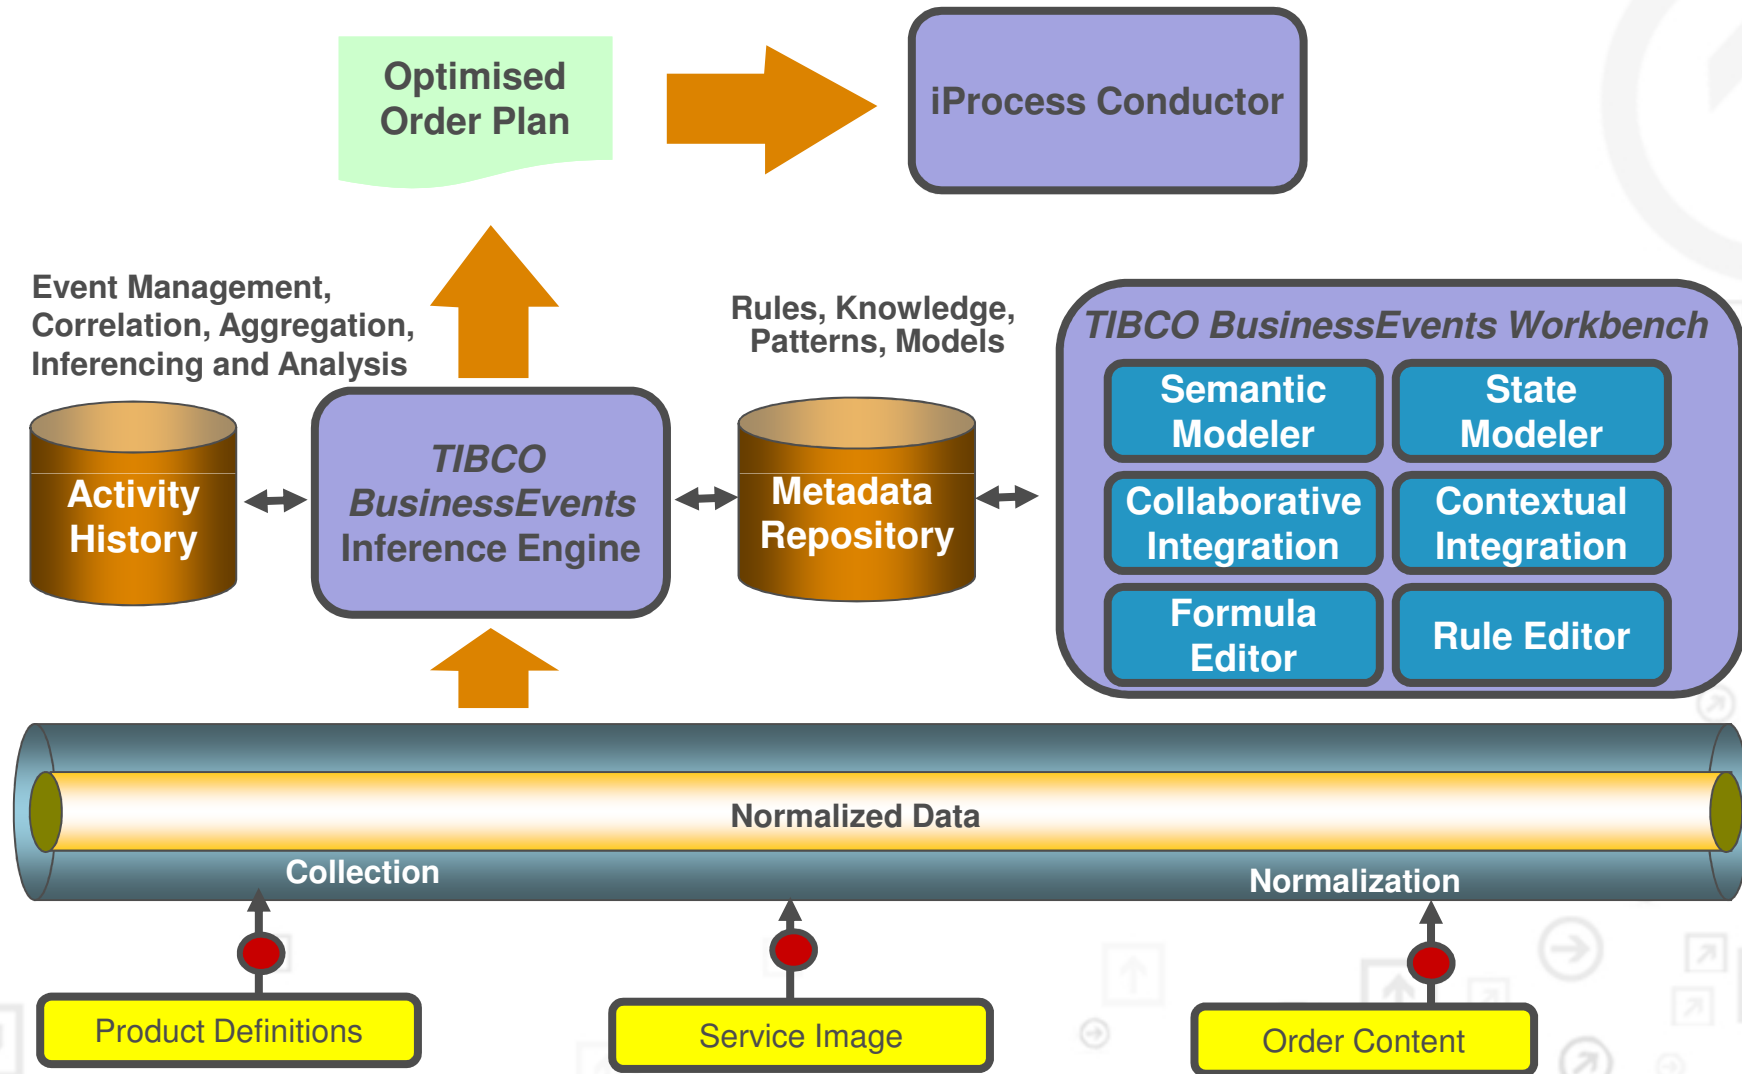 Optimised
Order Plan
iProcess Conductor
Event Management,
Correlation, Aggregation,
Inferencing and Analysis
Rules, Knowledge,
Patterns, Models
TIBCO BusinessEvents Workbench
Semantic
Modeler
State
Modeler
Collaborative
Integration
Contextual
Integration
Formula
Editor
Rule Editor
Activity
History
TIBCO
BusinessEvents
Inference Engine
Metadata
Repository
Normalized Data
Collection
Normalization
Product Definitions
Service Image
Order Content